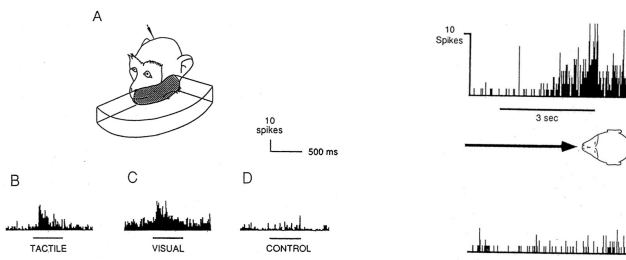 A
10
spikes
500 ms
B
C
D
TACTILE
VISUAL
CONTROL
10
Spikes
3 sec